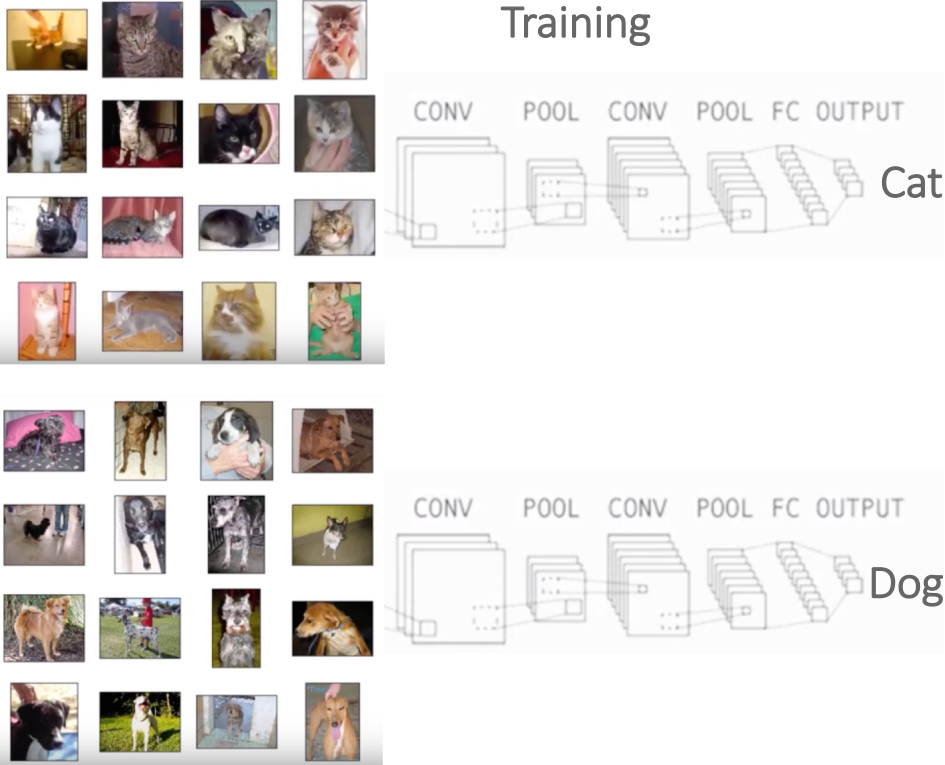 Training
CONV POOL CONV POOL FC OUTPUT
Cat
CONV POOL CONV POOL FC OUTPUT
Dog